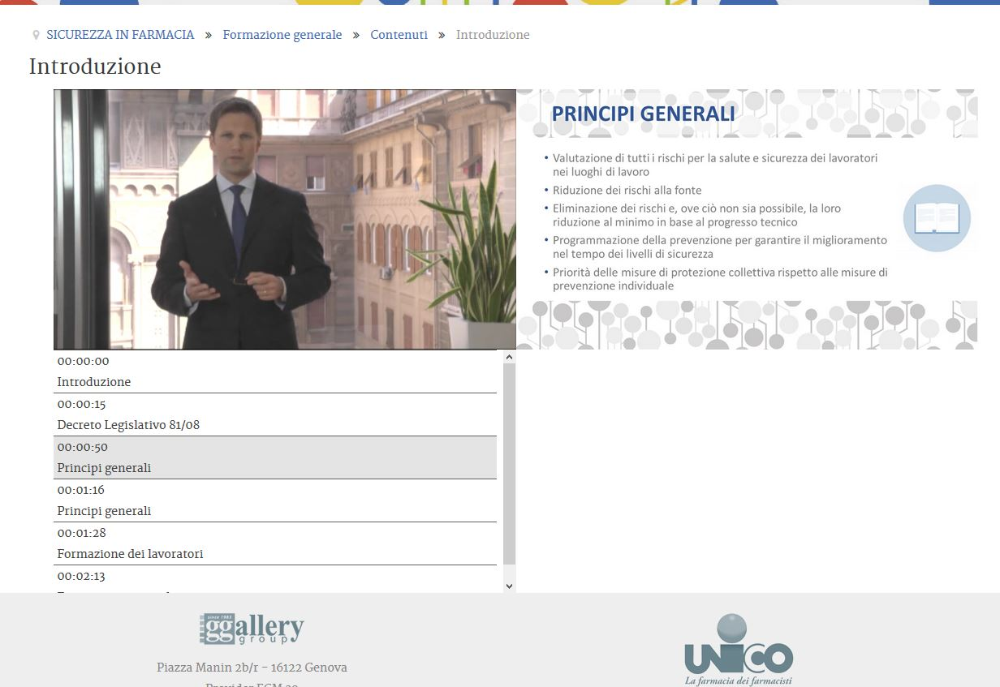 SICUREZZA IN FARMACIA » Formazione generale » Contenuti » Introduzione
Introduzione
PRINCIPI GENERALI
• Valutazione di tutti i rischi per la salute e sicurezza dei lavoratori
nei luoghi di lavoro
• Riduzione dei rischi alla fonte
• Eliminazione dei rischi e, ove ciò non sia possibile, la loro
riduzione al minimo in base al progresso tecnico
• Programmazione della prevenzione per garantire il miglioramento
nel tempo dei livelli di sicurezza
• Priorità delle misure di protezione collettiva rispetto alle misure di
prevenzione individuale
00:00:00
Introduzione
00:00:15
Decreto Legislativo 81/08
00:00:50
Principi generali
00:01:16
Principi generali
00:01:28
Formazione dei lavoratori
00:02:13
since 1983
ggallery
group
Piazza Manin 2b/r – 16122 Genova
Provider ECM
UNICO
La farmacia dei farmacisti